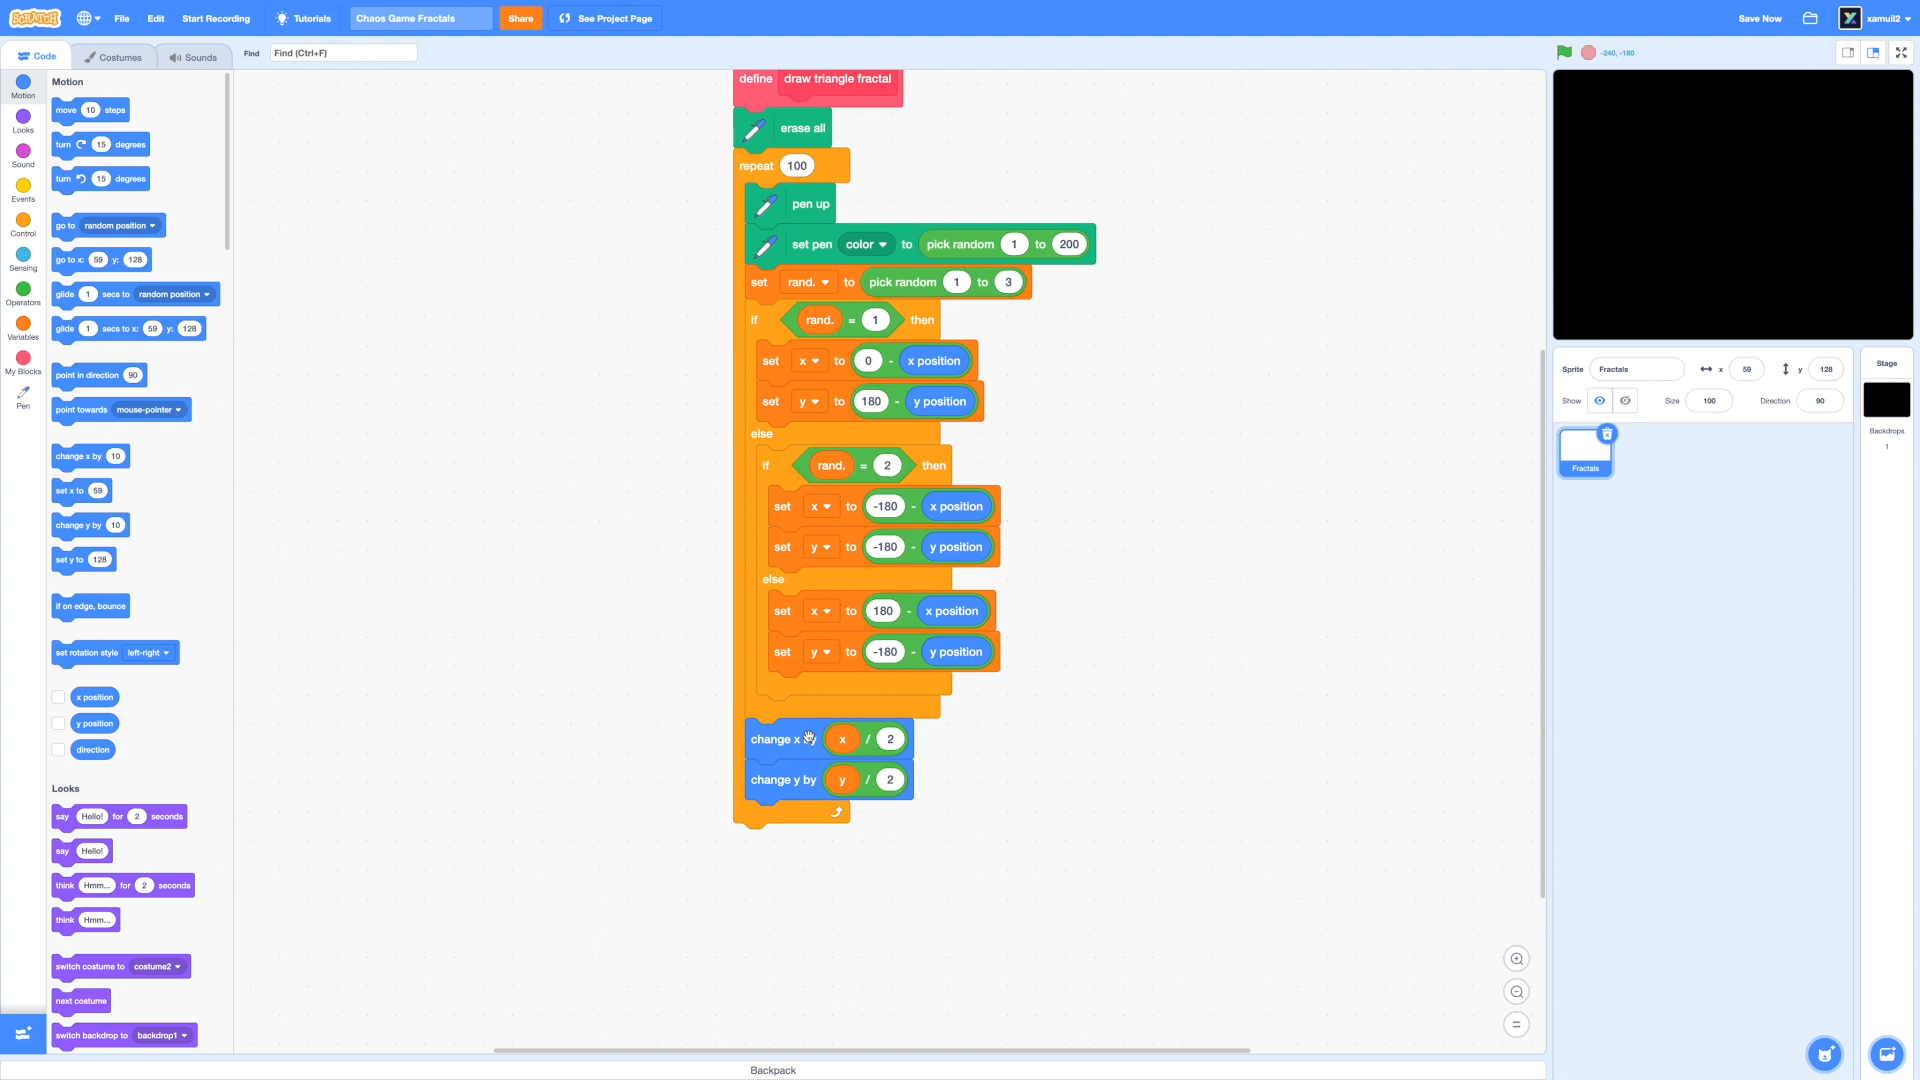 SCRATCH File Edit Start Recording Tutorials Chaos Game Fractals Share See Project Page Save Now xamuil2
Code Costumes Sounds Find Find (Ctrl+F) -240, -180
Motion
Looks
Sound
Events
Control
Sensing
Operators
Variables
My Blocks
Pen
Motion
move 10 steps
turn 15 degrees
turn 15 degrees
go to random position
go to x: 59 y: 128
glide 1 secs to random position
glide 1 secs to x: 59 y: 128
point in direction 90
point towards mouse-pointer
change x by 10
set x to 59
change y by 10
set y to 128
if on edge, bounce
set rotation style left-right
x position
y position
direction
Looks
say Hello! for 2 seconds
say Hello!
think Hmm... for 2 seconds
think Hmm...
switch costume to costume2
next costume
switch backdrop to backdrop1
define draw triangle fractal
erase all
repeat 100
pen up
set pen color to pick random 1 to 200
set rand. to pick random 1 to 3
if rand. = 1 then
set x to 0 - x position
set y to 180 - y position
else
if rand. = 2 then
set x to -180 - x position
set y to -180 - y position
else
set x to 180 - x position
set y to -180 - y position
change x by x / 2
change y by y / 2
Sprite Fractals x 59 y 128
Show Size 100 Direction 90
Fractals
Stage
Backdrops
1
Backpack